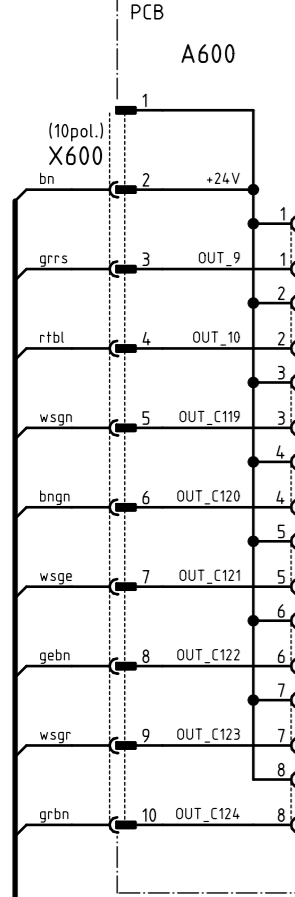 PCB
A600
1
(10pol.)
X600
bn 2 +24V
1
grrs 3 OUT_9 1
2
rtbl 4 OUT_10 2
3
wsgn 5 OUT_C119 3
4
bngn 6 OUT_C120 4
5
wsge 7 OUT_C121 5
6
gebn 8 OUT_C122 6
7
wsgr 9 OUT_C123 7
8
grbn 10 OUT_C124 8